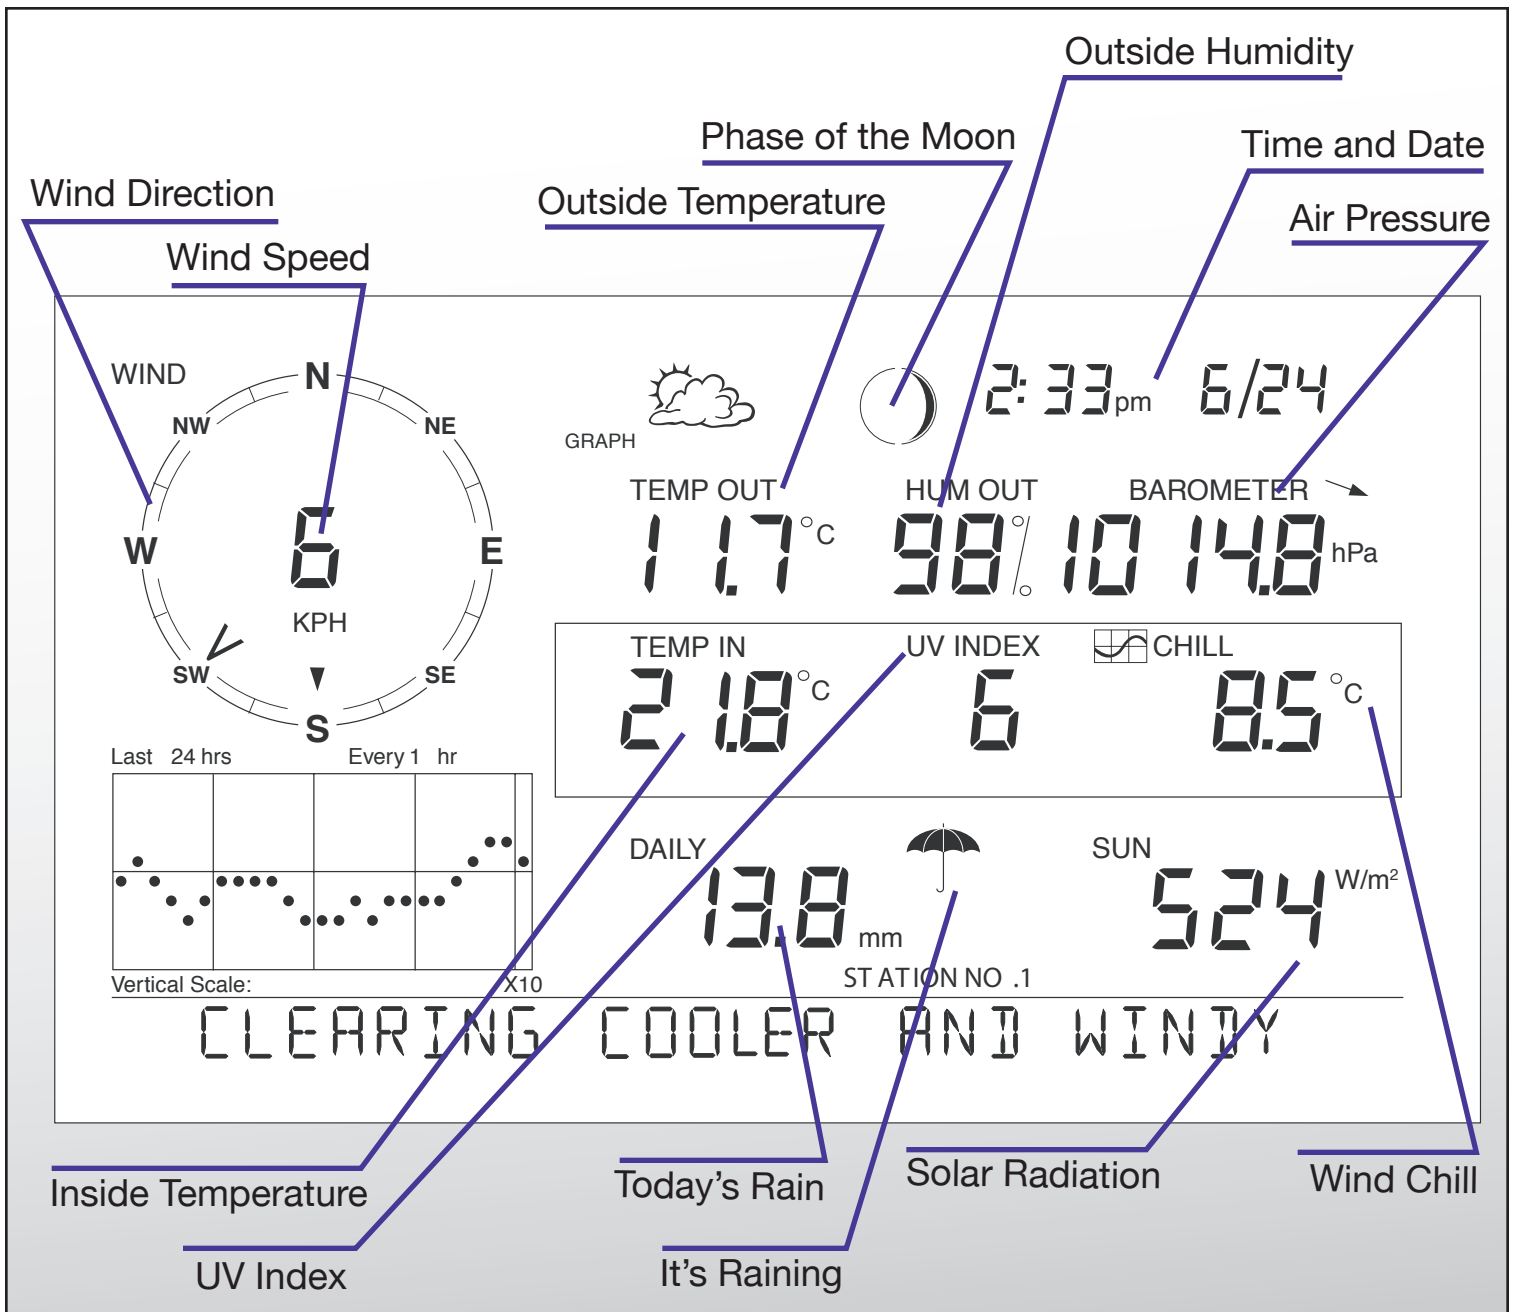 Outside Humidity
Phase of the Moon
Time and Date
Wind Direction
Outside Temperature
Air Pressure
Wind Speed
WIND
N
NW
NE
W
E
SW
SE
S
6
KPH
GRAPH
2:33pm 6/24
TEMP OUT
11.7°C
HUM OUT
98%
BAROMETER
1014.8 hPa
TEMP IN
21.8°C
UV INDEX
6
CHILL
8.5°C
Last 24 hrs Every 1 hr
Vertical Scale: X10
DAILY
13.8 mm
SUN
524 W/m²
STATION NO .1
CLEARING COOLER AND WINDY
Inside Temperature
Today's Rain
Solar Radiation
Wind Chill
UV Index
It's Raining